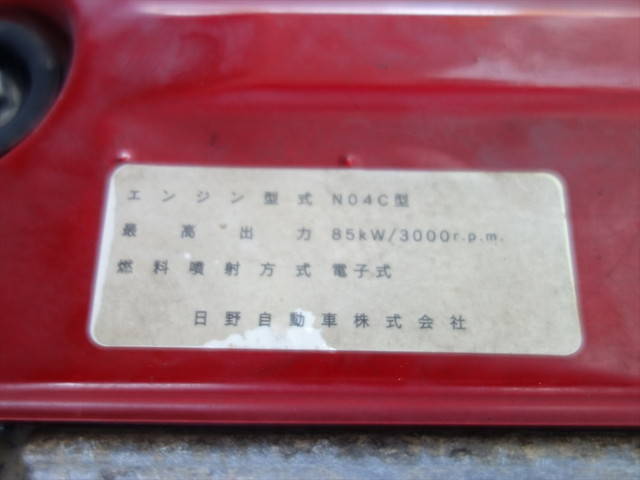 エンジン型式 N04C型
最高出力 85kW/3000r.p.m.
燃料噴射方式 電子式
日野自動車株式会社